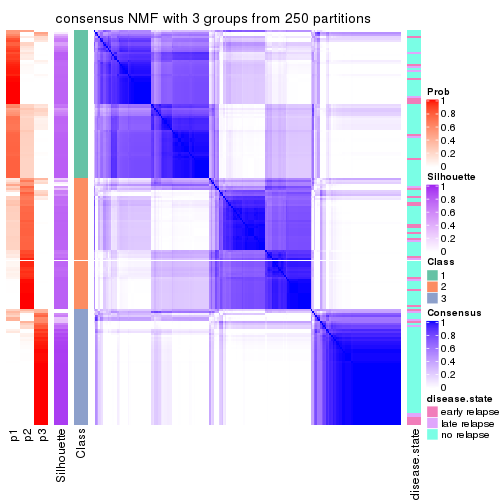 consensus NMF with 3 groups from 250 partitions
Prob
1
0.8
0.6
0.4
0.2
0
Silhouette
1
0.8
0.6
0.4
0.2
0
Class
1
2
3
Consensus
1
0.8
0.6
0.4
0.2
0
disease.state
early relapse
late relapse
no relapse
p1
p2
p3
Silhouette
Class
disease.state